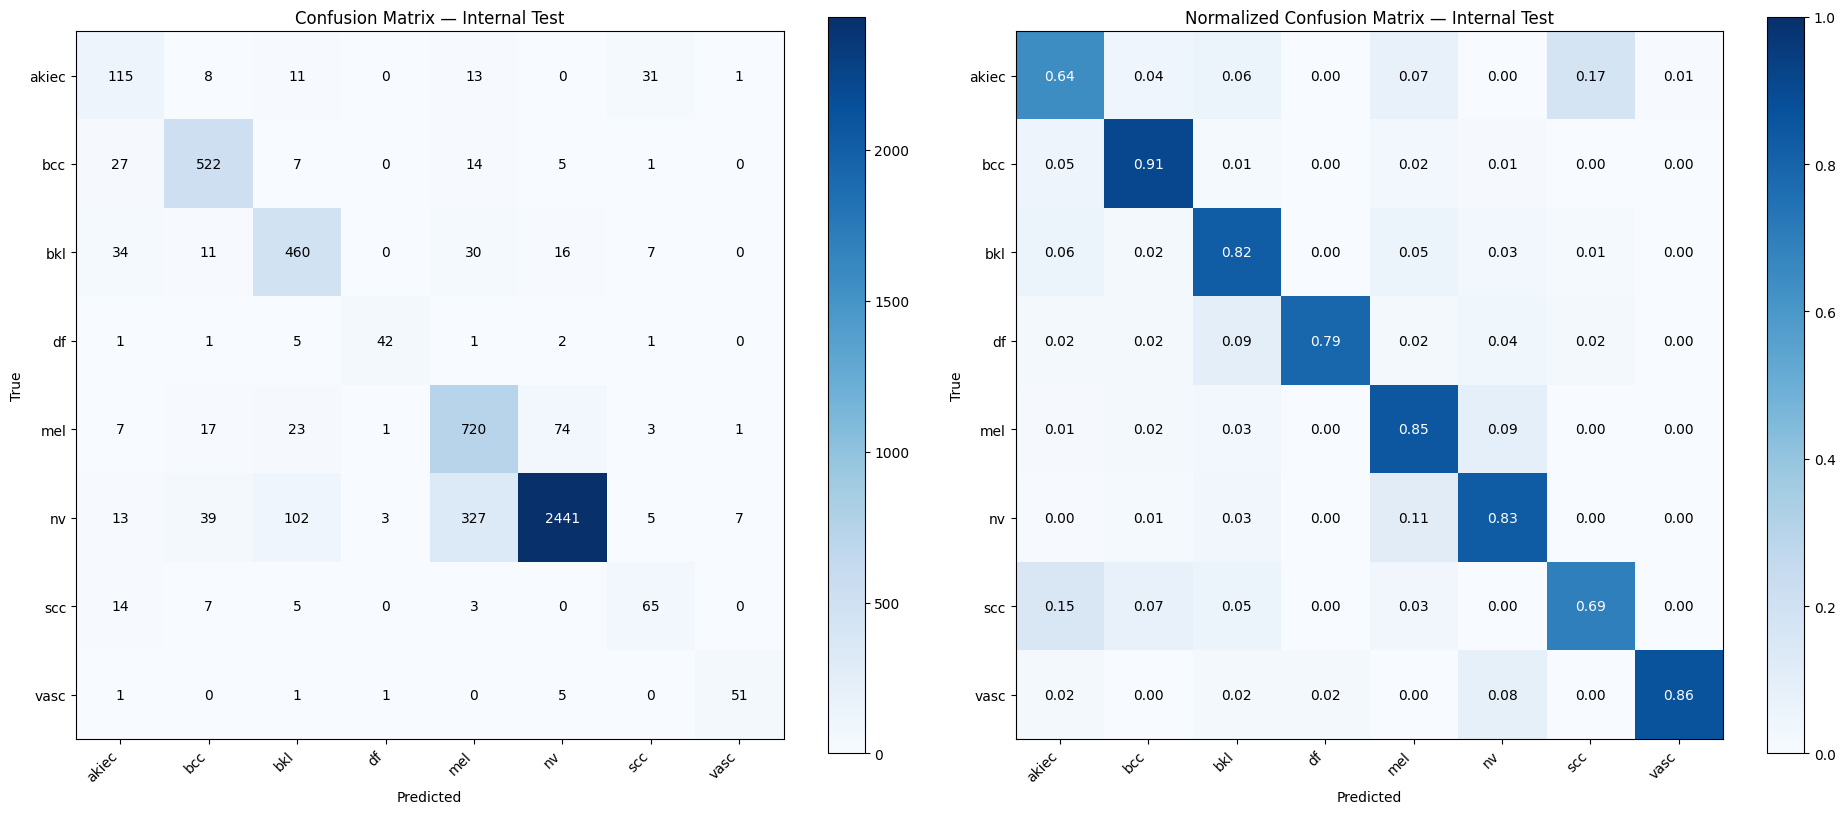 Confusion Matrix — Internal Test
True
akiec 115 8 11 0 13 0 31 1
bcc 27 522 7 0 14 5 1 0
bkl 34 11 460 0 30 16 7 0
df 1 1 5 42 1 2 1 0
mel 7 17 23 1 720 74 3 1
nv 13 39 102 3 327 2441 5 7
scc 14 7 5 0 3 0 65 0
vasc 1 0 1 1 0 5 0 51
akiec bcc bkl df mel nv scc vasc
Predicted
2000
1500
1000
500
0
Normalized Confusion Matrix — Internal Test
True
akiec 0.64 0.04 0.06 0.00 0.07 0.00 0.17 0.01
bcc 0.05 0.91 0.01 0.00 0.02 0.01 0.00 0.00
bkl 0.06 0.02 0.82 0.00 0.05 0.03 0.01 0.00
df 0.02 0.02 0.09 0.79 0.02 0.04 0.02 0.00
mel 0.01 0.02 0.03 0.00 0.85 0.09 0.00 0.00
nv 0.00 0.01 0.03 0.00 0.11 0.83 0.00 0.00
scc 0.15 0.07 0.05 0.00 0.03 0.00 0.69 0.00
vasc 0.02 0.00 0.02 0.02 0.00 0.08 0.00 0.86
akiec bcc bkl df mel nv scc vasc
Predicted
1.0
0.8
0.6
0.4
0.2
0.0